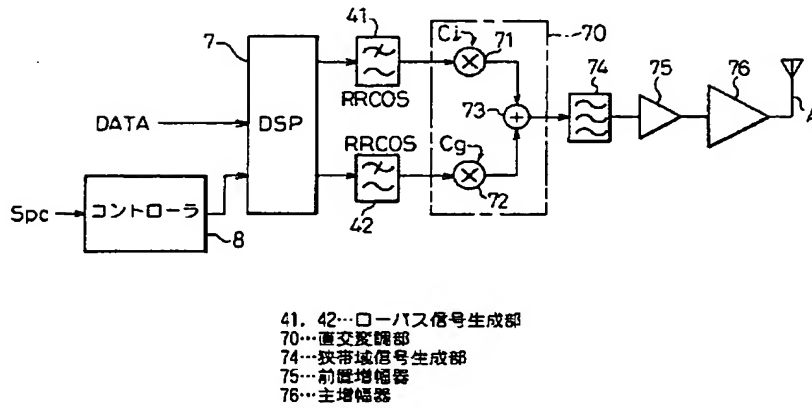 41
Ci
71
70
7
RRCOS
74
75
76
DATA
DSP
73
A
RRCOS
Cg
72
42
Spc
コントローラ
8
41, 42…ローパス信号生成部
70…直交変調部
74…狭帯域信号生成部
75…前置増幅器
76…主増幅器